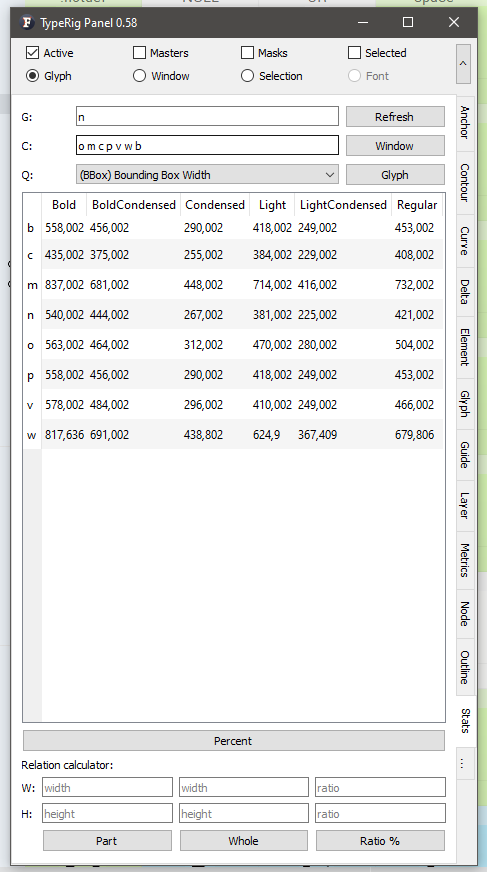 TypeRig Panel 0.58
Active Masters Masks Selected
Glyph Window Selection Font
G: n Refresh
C: o m c p v w b Window
Q: (BBox) Bounding Box Width Glyph
Bold BoldCondensed Condensed Light LightCondensed Regular
b 558,002 456,002 290,002 418,002 249,002 453,002
c 435,002 375,002 255,002 384,002 229,002 408,002
m 837,002 681,002 448,002 714,002 416,002 732,002
n 540,002 444,002 267,002 381,002 225,002 421,002
o 563,002 464,002 312,002 470,002 280,002 504,002
p 558,002 456,002 290,002 418,002 249,002 453,002
v 578,002 484,002 296,002 410,002 249,002 466,002
w 817,636 691,002 438,802 624,9 367,409 679,806
Percent
Relation calculator:
W: width width ratio
H: height height ratio
Part Whole Ratio %
Anchor
Contour
Curve
Delta
Element
Glyph
Guide
Layer
Metrics
Node
Outline
Stats
...